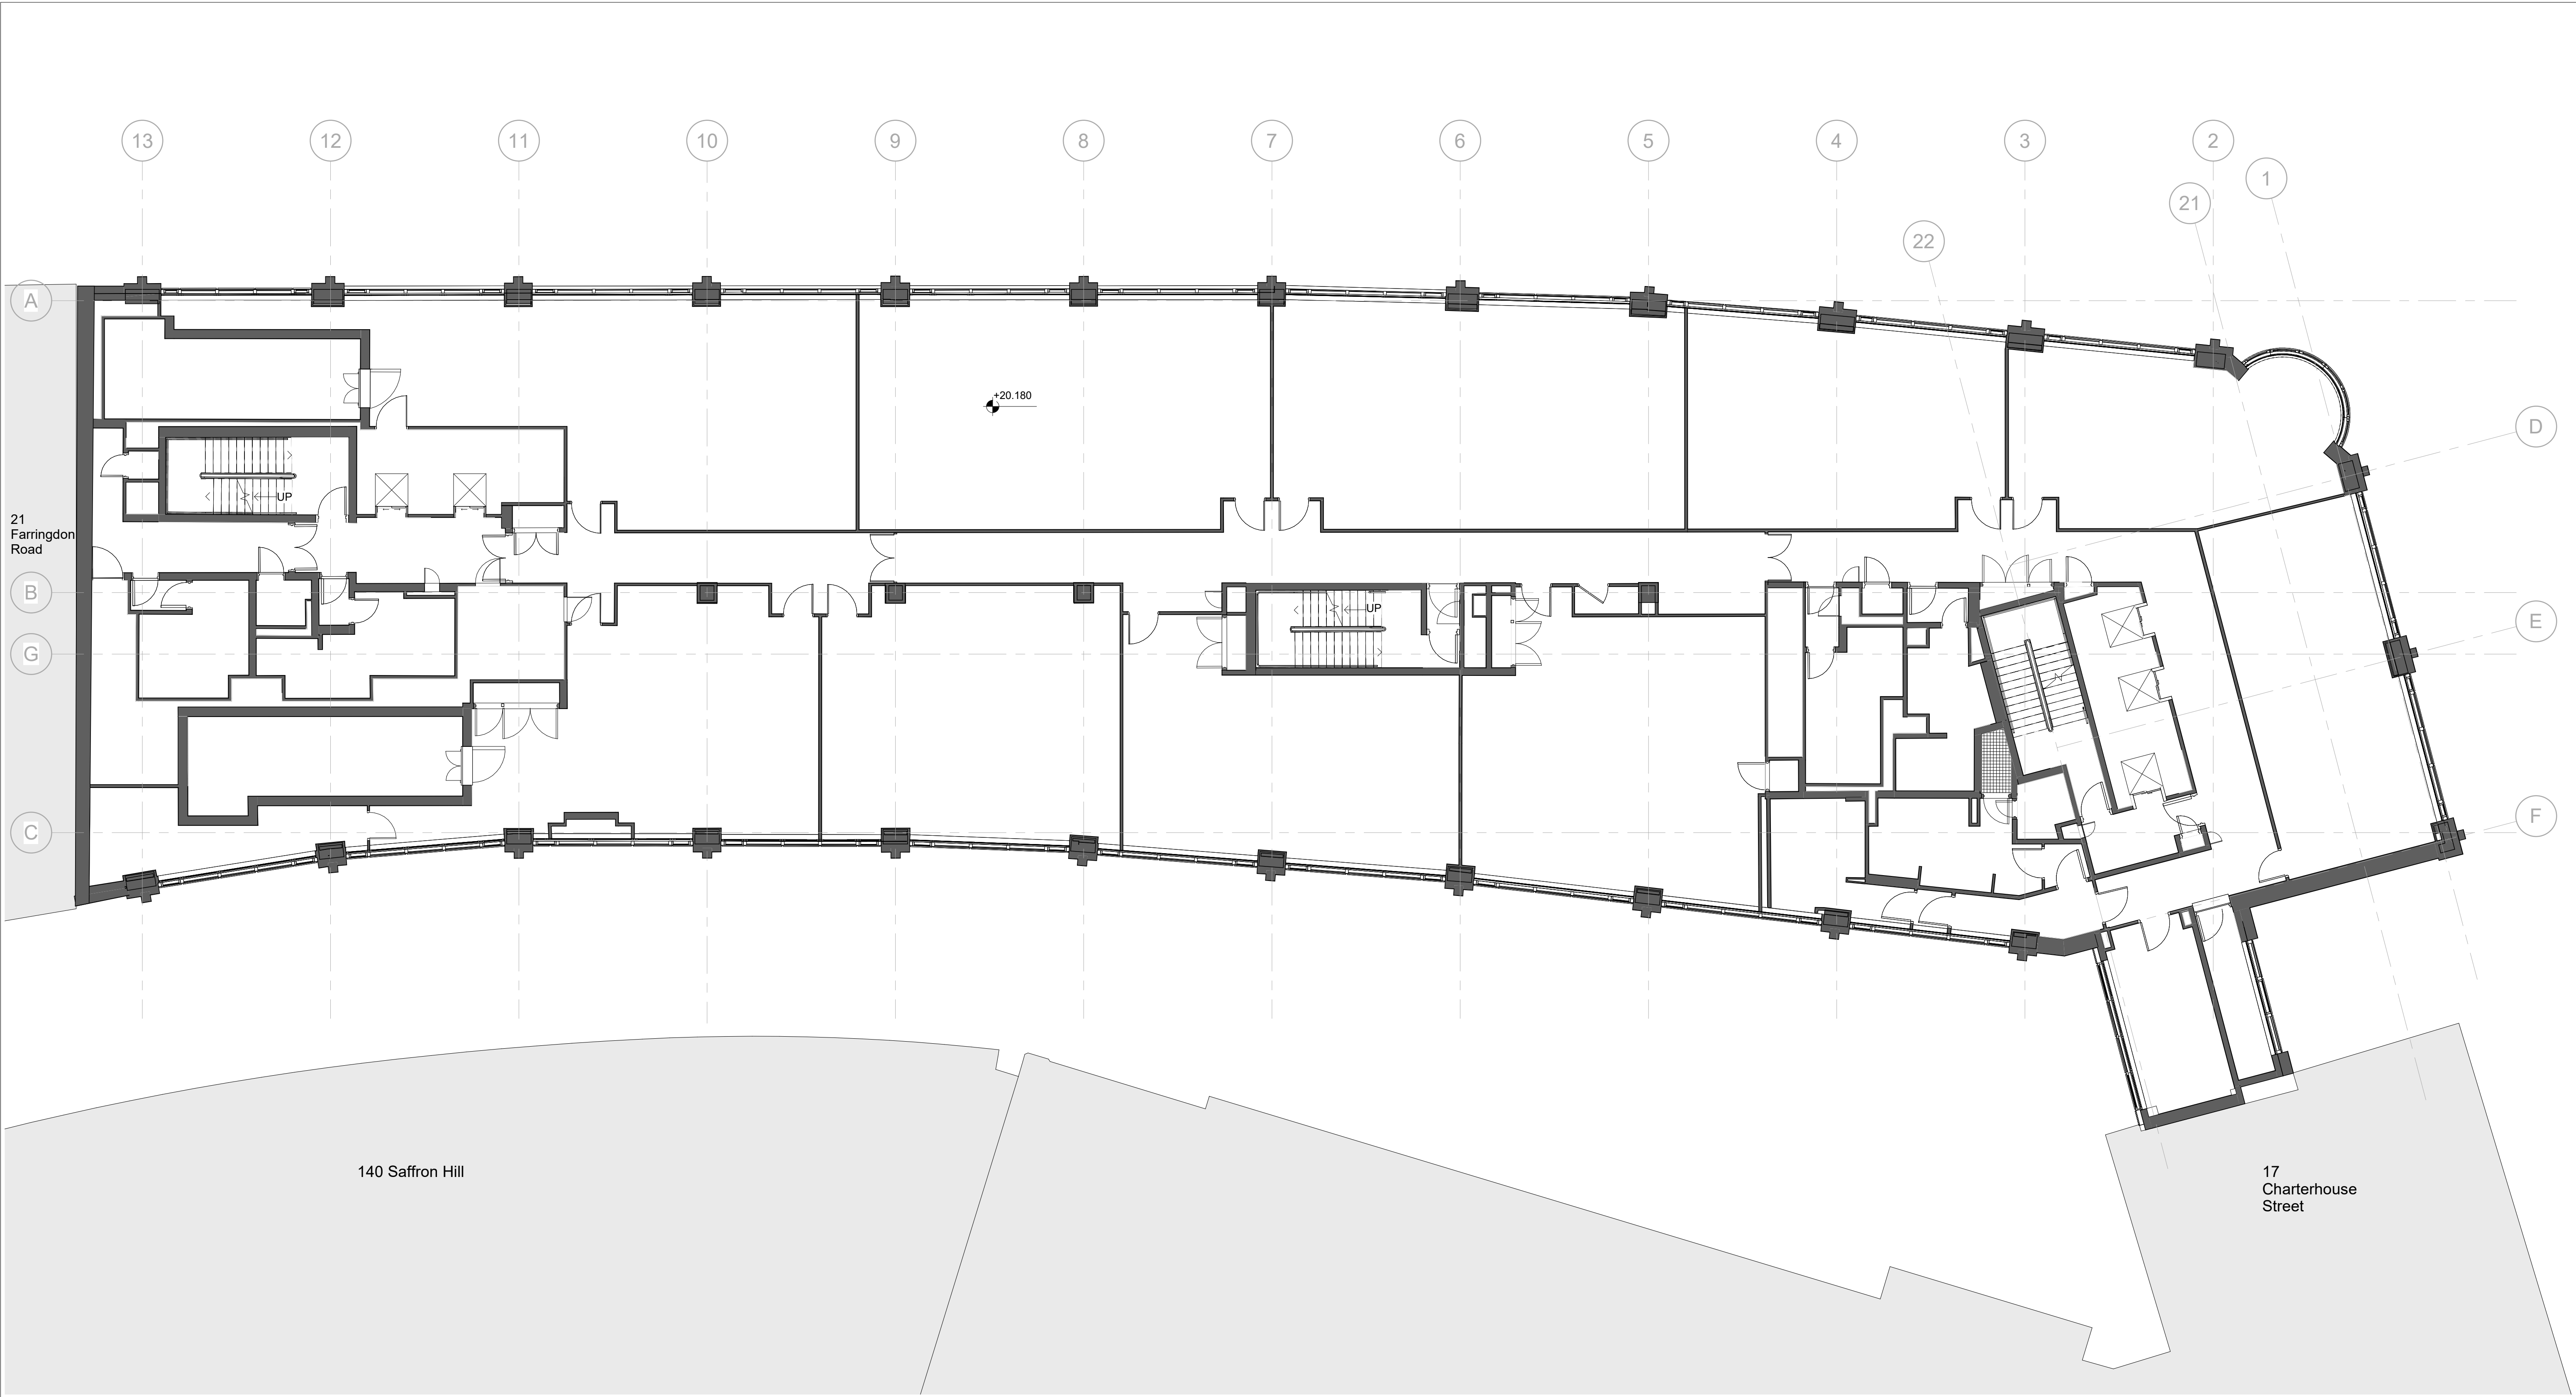 13
12
11
10
9
8
7
6
5
4
3
2
1
21
22
A
D
+20.180
UP
21
Farringdon
Road
B
UP
E
G
C
F
140 Saffron Hill
17
Charterhouse
Street